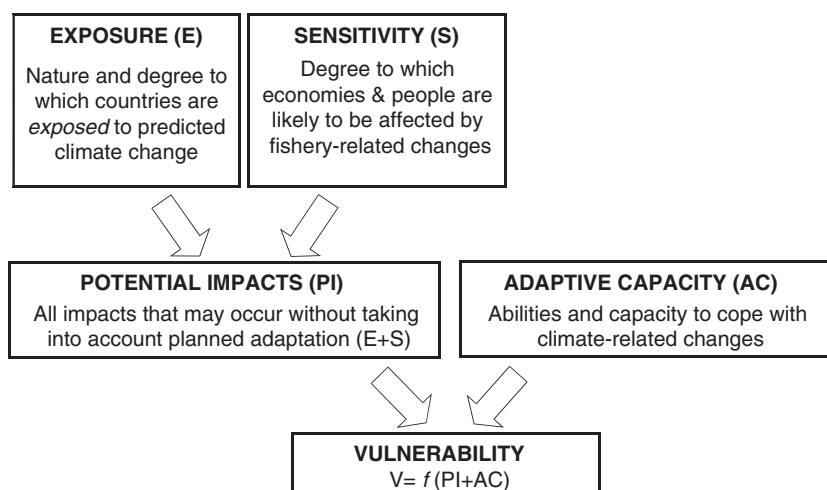 EXPOSURE (E)
Nature and degree to
which countries are
exposed to predicted
climate change
SENSITIVITY (S)
Degree to which
economies & people are
likely to be affected by
fishery-related changes
POTENTIAL IMPACTS (PI)
All impacts that may occur without taking
into account planned adaptation (E+S)
ADAPTIVE CAPACITY (AC)
Abilities and capacity to cope with
climate-related changes
VULNERABILITY
V= f (PI+AC)